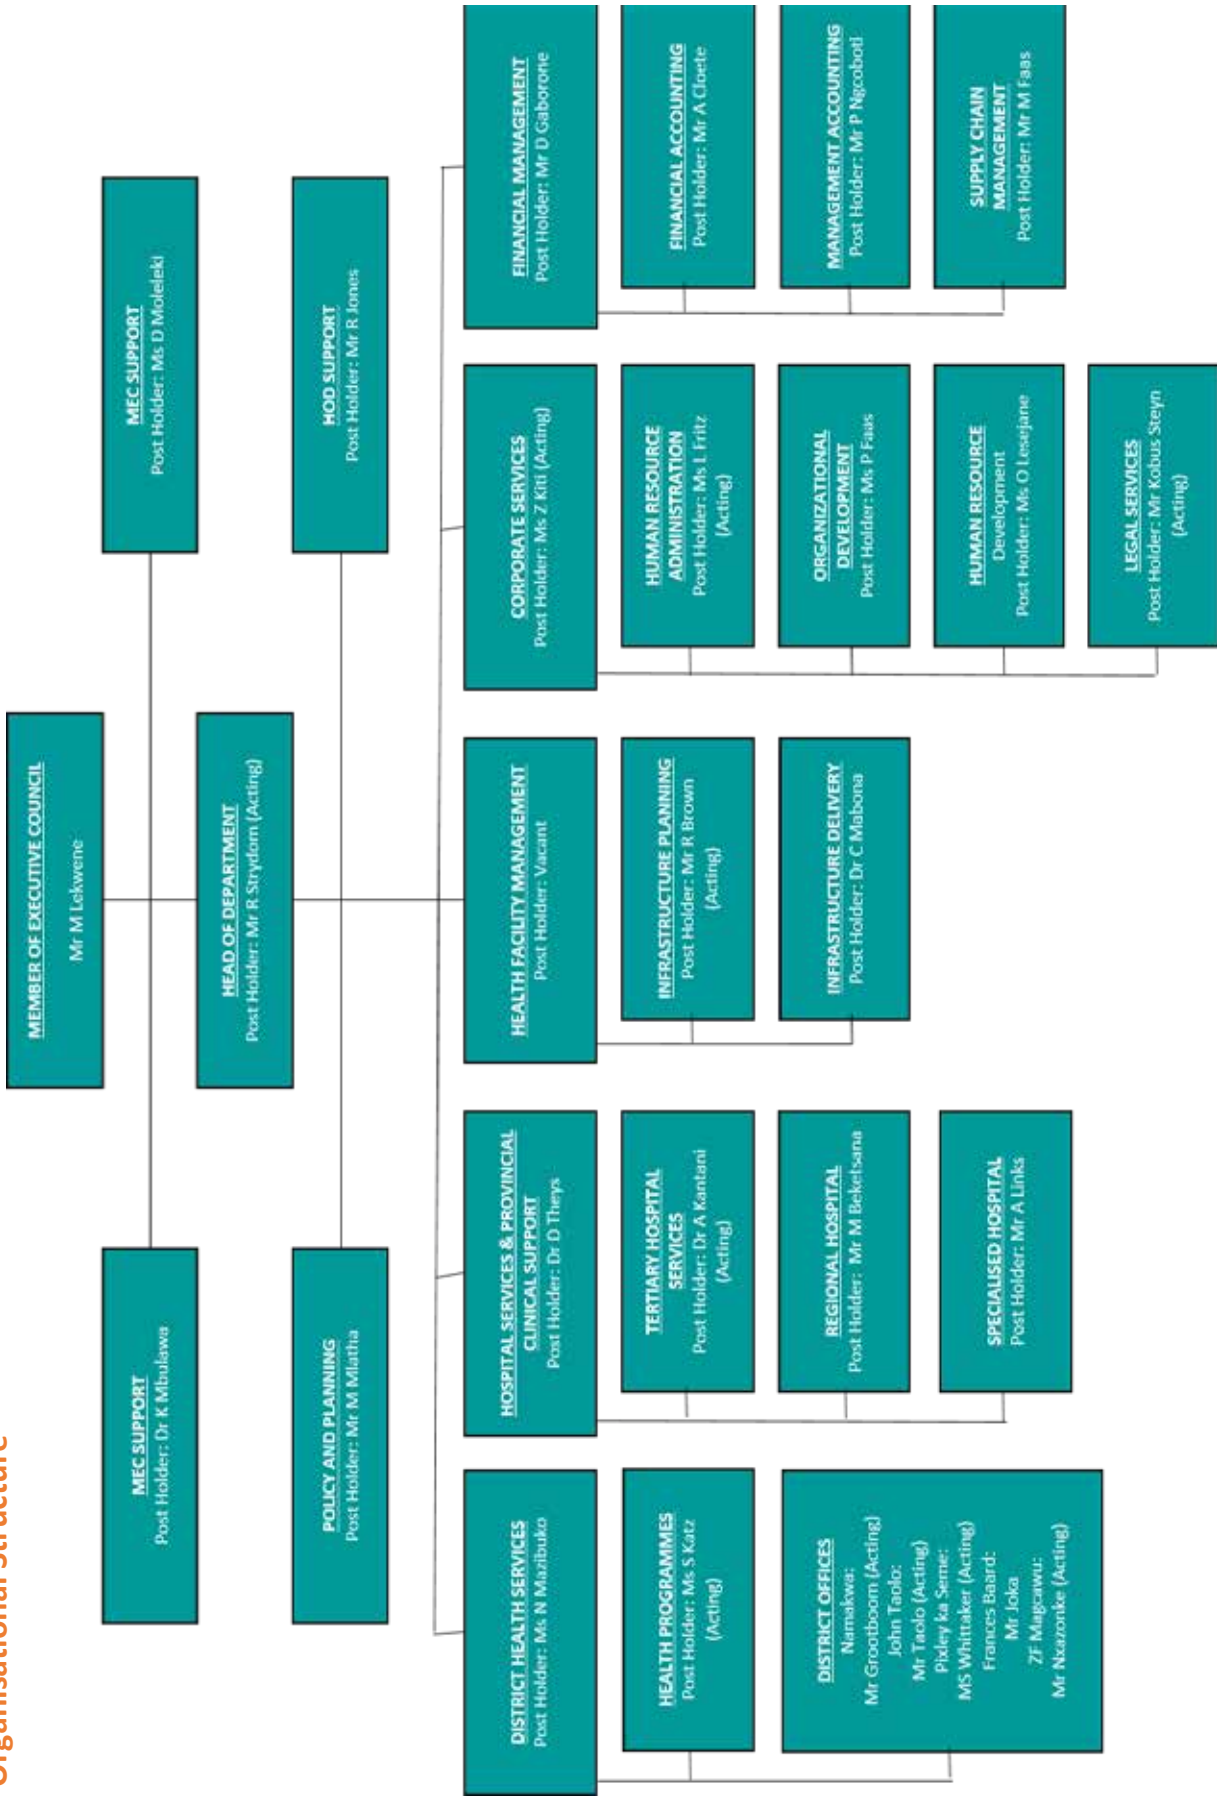 Organisational Structure
MEMBER OF EXECUTIVE COUNCIL
Mr M Lekwene
MEC SUPPORT
Post Holder: Dr K Mbulawa
MEC SUPPORT
Post Holder: Ms D Moleleki
HEAD OF DEPARTMENT
Post Holder: Mr R Strydom (Acting)
POLICY AND PLANNING
Post Holder: Mr M Mlatha
HOD SUPPORT
Post Holder: Mr R Jones
DISTRICT HEALTH SERVICES
Post Holder: Ms N Mazibuko
HEALTH PROGRAMMES
Post Holder: Ms S Katz
(Acting)
DISTRICT OFFICES
Namakwa:
Mr Grootboom (Acting)
John Taolo:
Mr Taolo (Acting)
Pixley ka Seme:
MS Whittaker (Acting)
Frances Baard:
Mr Joka
ZF Magcawu:
Mr Nxazonke (Acting)
HOSPITAL SERVICES & PROVINCIAL
CLINICAL SUPPORT
Post Holder: Dr D Theys
TERTIARY HOSPITAL
SERVICES
Post Holder: Dr A Kantani
(Acting)
REGIONAL HOSPITAL
Post Holder: Mr M Beketsana
SPECIALISED HOSPITAL
Post Holder: Mr A Links
HEALTH FACILITY MANAGEMENT
Post Holder: Vacant
INFRASTRUCTURE PLANNING
Post Holder: Mr R Brown
(Acting)
INFRASTRUCTURE DELIVERY
Post Holder: Dr C Mabona
CORPORATE SERVICES
Post Holder: Ms Z Kiti (Acting)
HUMAN RESOURCE
ADMINISTRATION
Post Holder: Ms L Fritz
(Acting)
ORGANIZATIONAL
DEVELOPMENT
Post Holder: Ms P Faas
HUMAN RESOURCE
Development
Post Holder: Ms O Lesejane
LEGAL SERVICES
Post Holder: Mr Kobus Steyn
(Acting)
FINANCIAL MANAGEMENT
Post Holder: Mr D Gaborone
FINANCIAL ACCOUNTING
Post Holder: Mr A Cloete
MANAGEMENT ACCOUNTING
Post Holder: Mr P Ngcoboti
SUPPLY CHAIN
MANAGEMENT
Post Holder: Mr M Faas